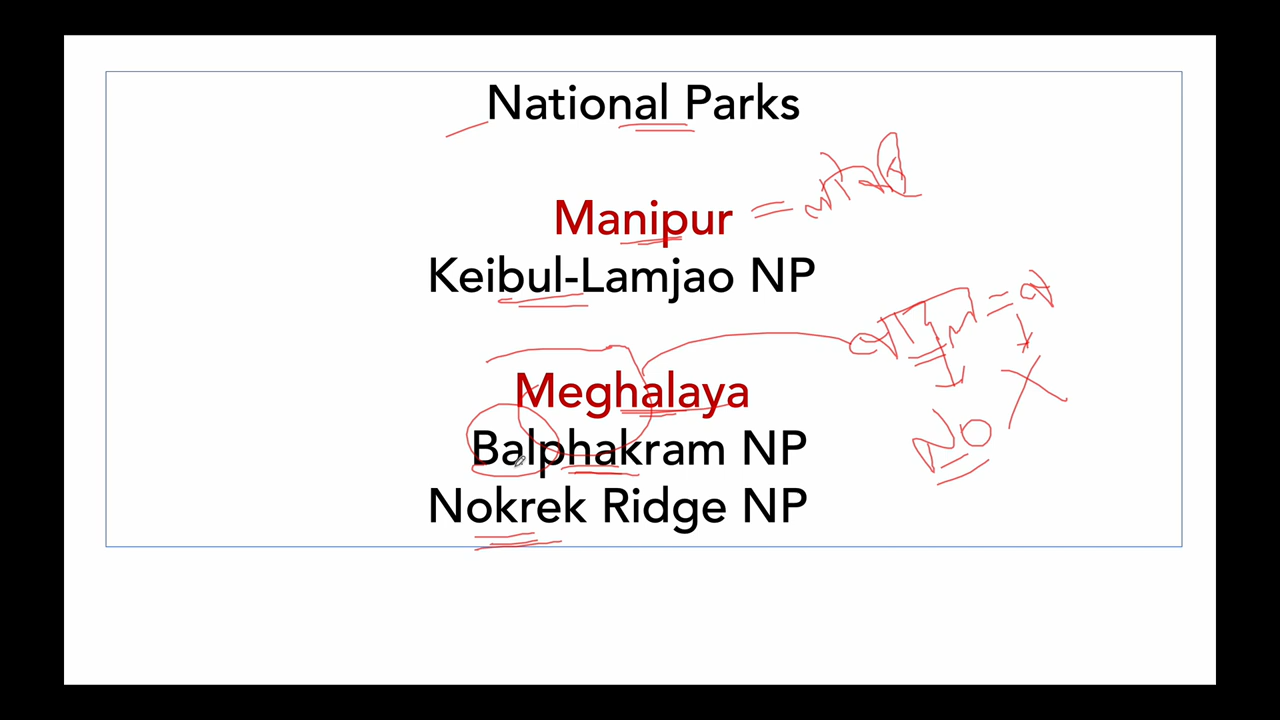 National Parks
Manipur =
Keibul-Lamjao NP
Meghalaya
Balphakram NP
NO
Nokrek Ridge NP